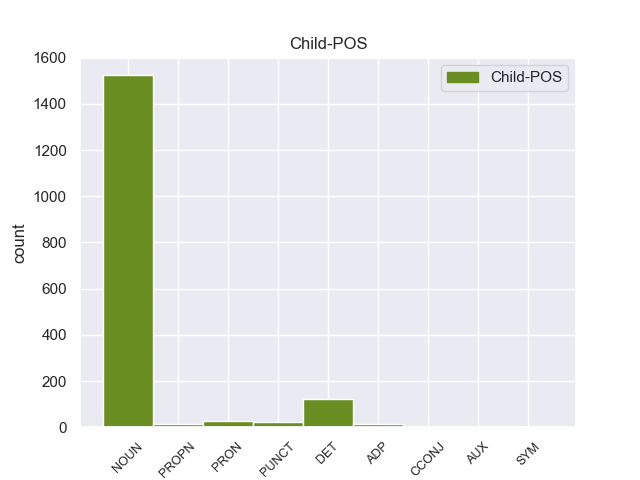 Child-POS
Child-POS
count
1600
1400
1200
1000
800
600
400
200
0
NOUN
PROPN
PRON
PUNCT
DET
ADP
CCONJ
AUX
SYM